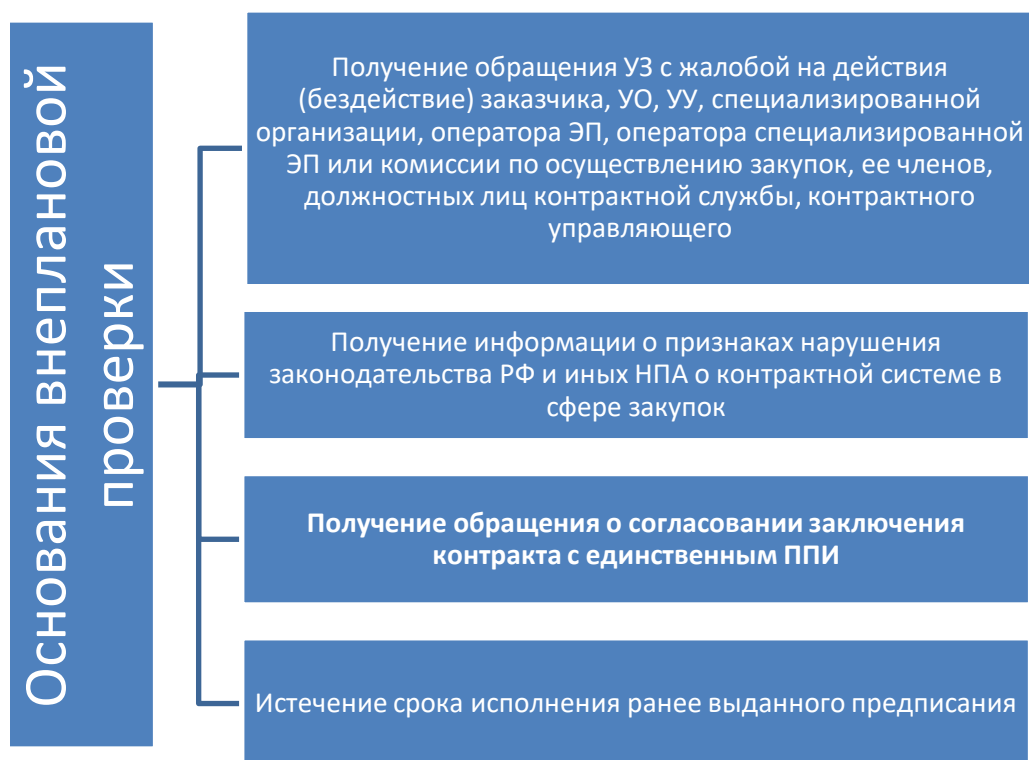 Основания внеплановой
проверки
Получение обращения УЗ с жалобой на действия
(бездействие) заказчика, УО, УУ, специализированной
организации, оператора ЭП, оператора специализированной
ЭП или комиссии по осуществлению закупок, ее членов,
должностных лиц контрактной службы, контрактного
управляющего
Получение информации о признаках нарушения
законодательства РФ и иных НПА о контрактной системе в
сфере закупок
Получение обращения о согласовании заключения
контракта с единственным ППИ
Истечение срока исполнения ранее выданного предписания